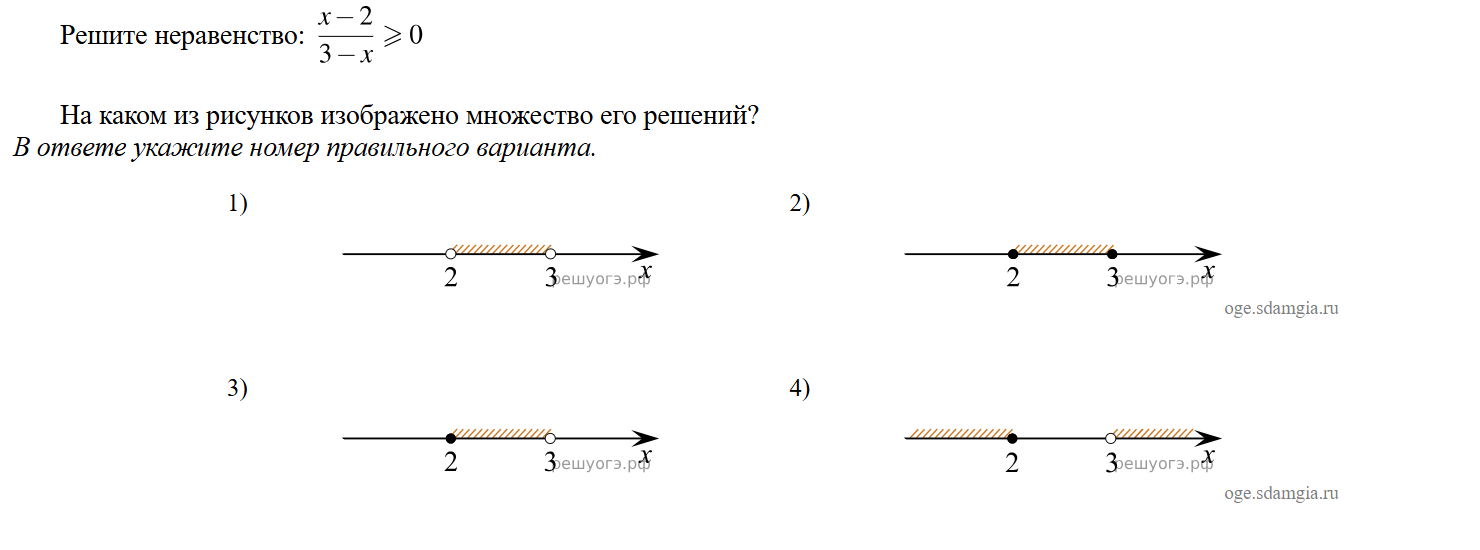 Решите неравенство: \frac{x − 2}{3 − x} ⩾ 0
На каком из рисунков изображено множество его решений?
В ответе укажите номер правильного варианта.
1) 2)
2 3 x решуогэ.рф 2 3 x решуогэ.рф
oge.sdamgia.ru
3) 4)
2 3 x решуогэ.рф 2 3 x решуогэ.рф
oge.sdamgia.ru